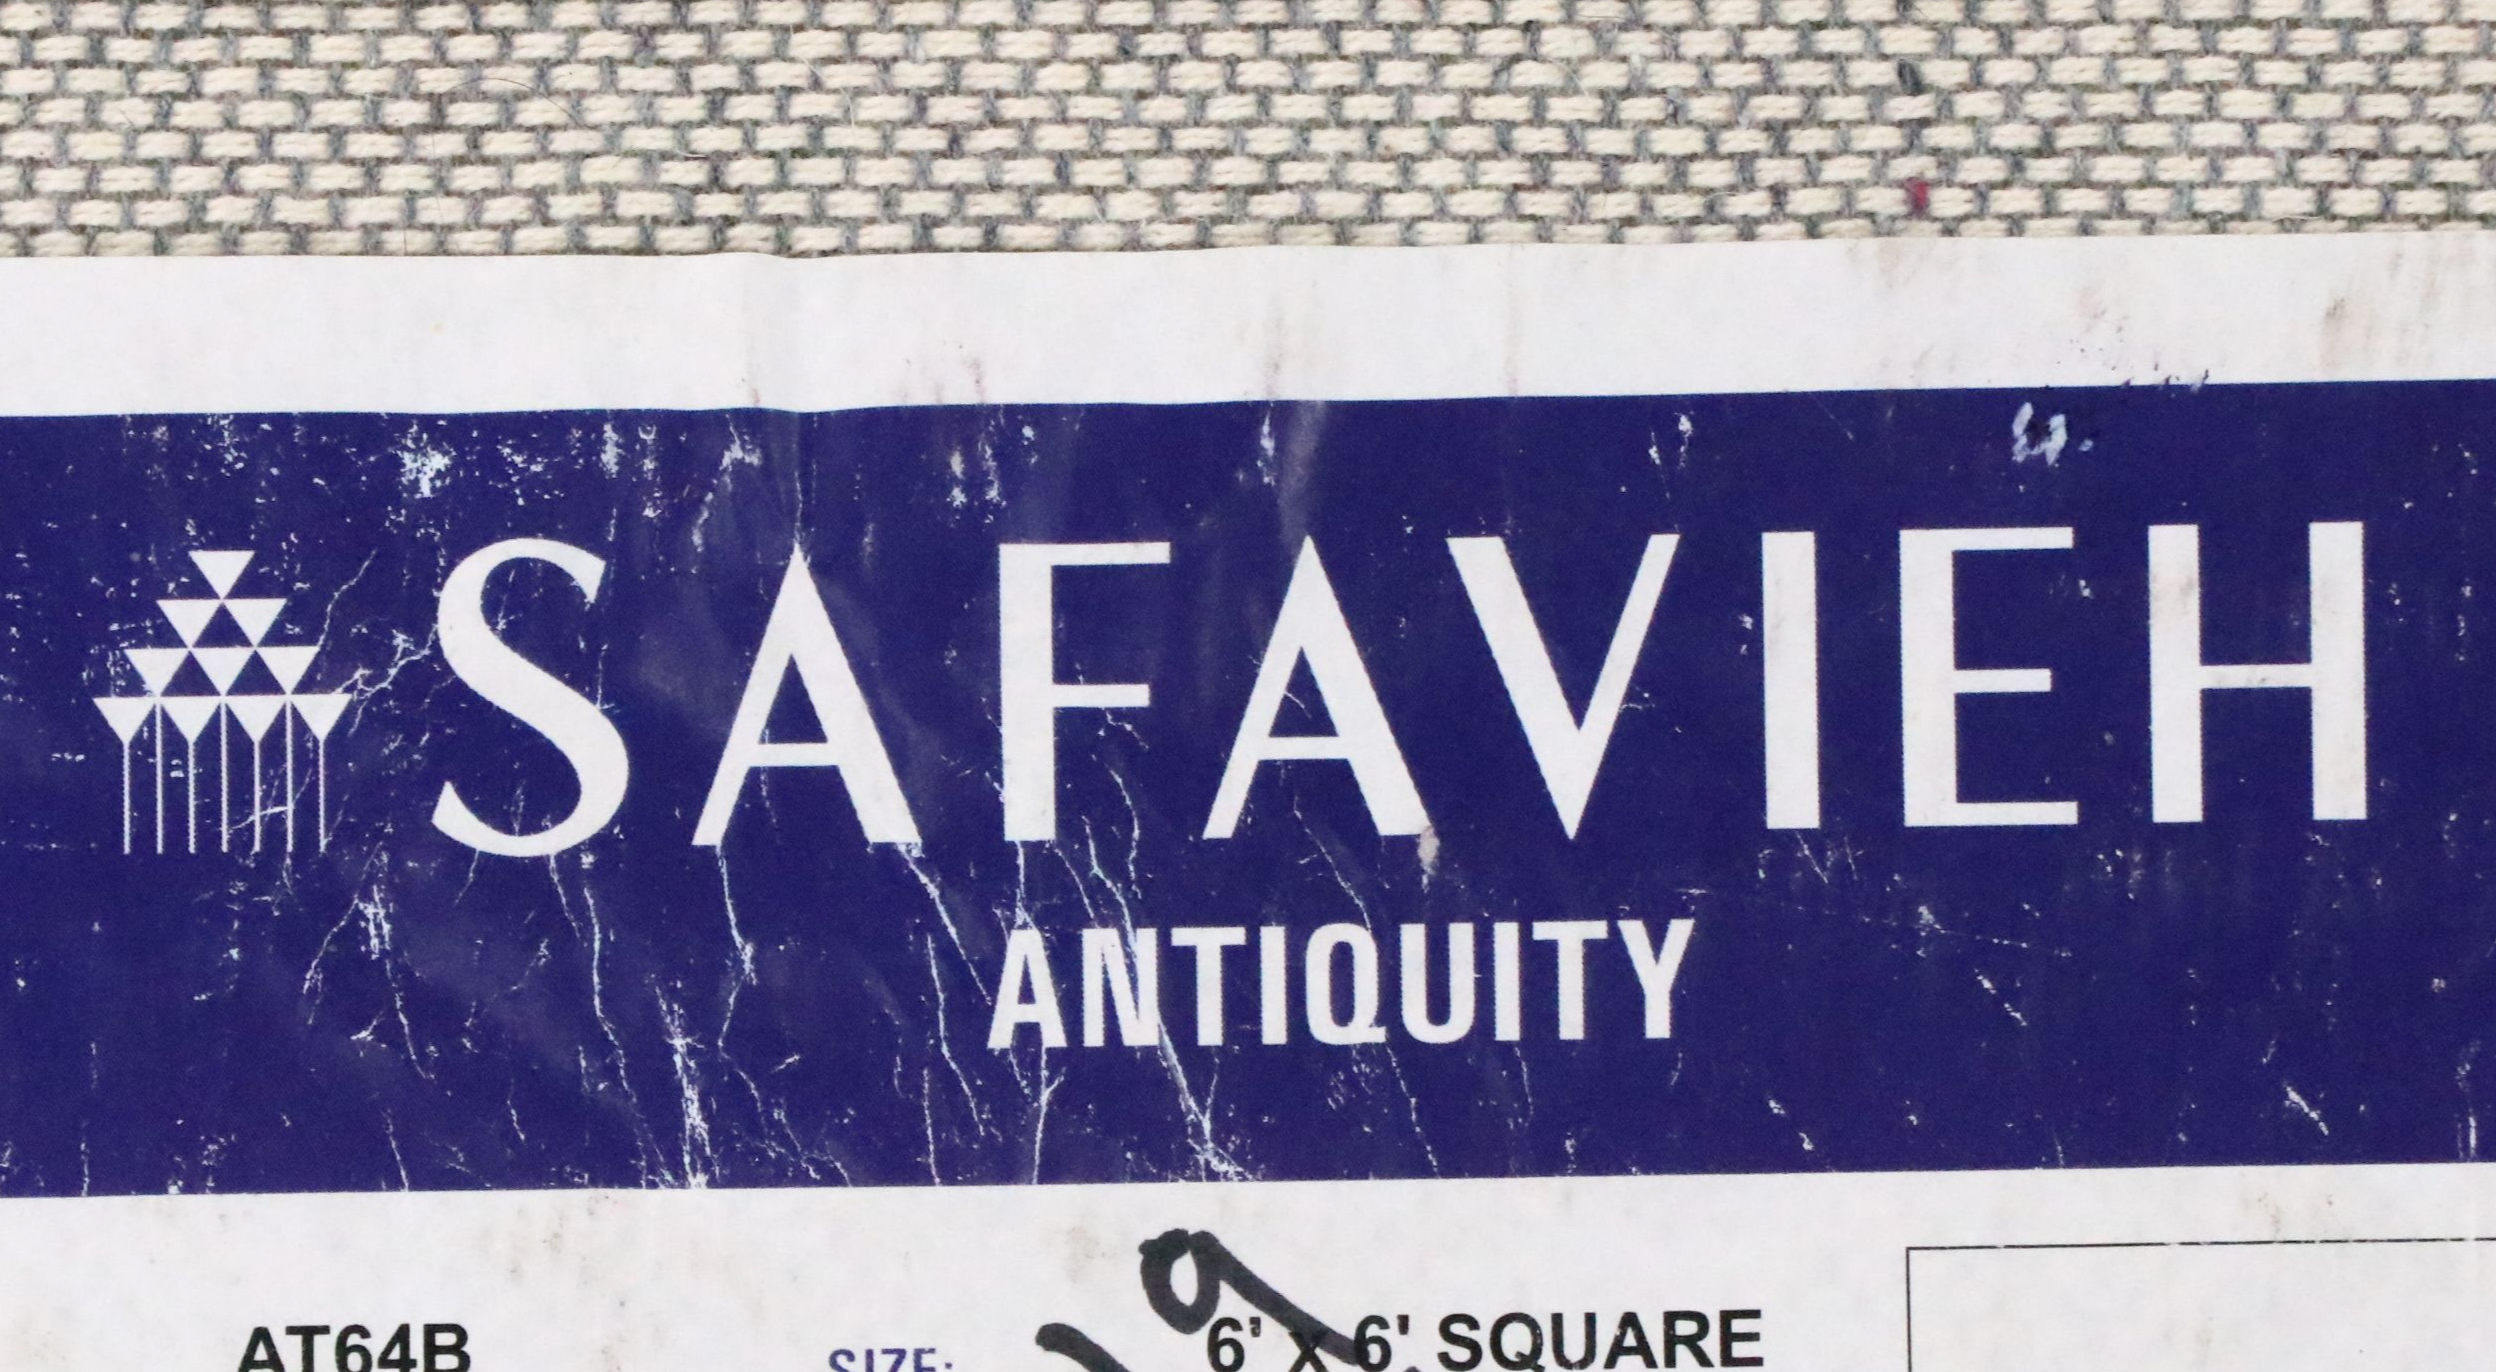 SAFAVIEH
ANTIQUITY
AT64B SIZE: 6' x 6' SQUARE